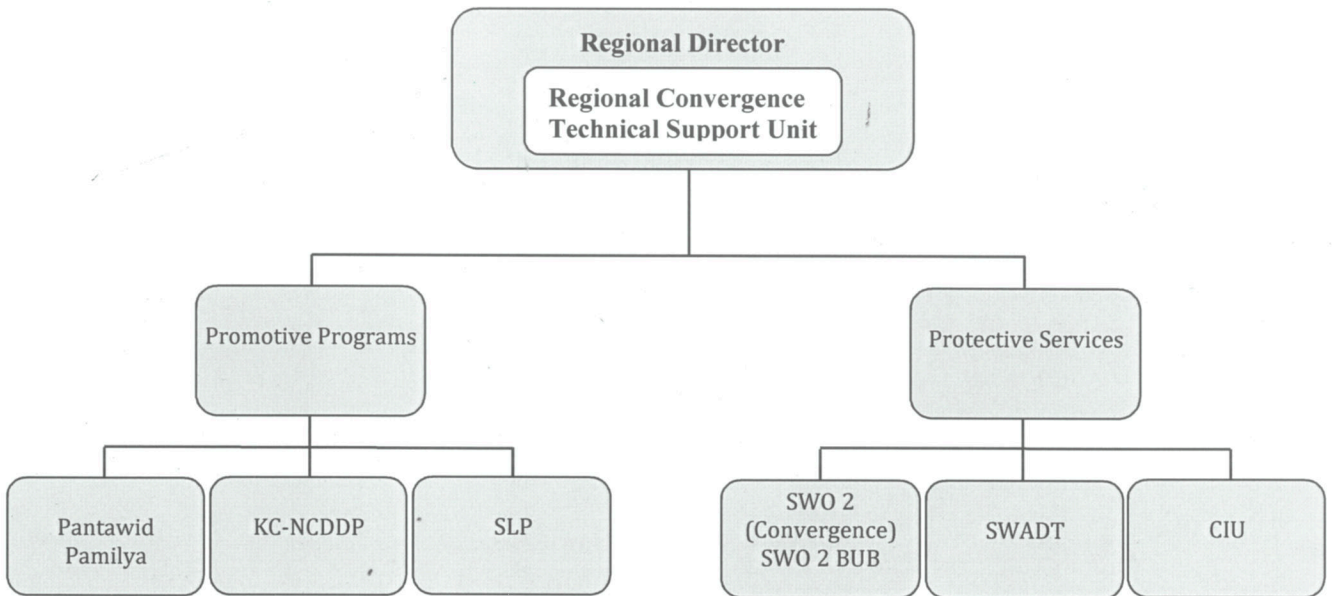 Regional Director
Regional Convergence
Technical Support Unit
Promotive Programs
Protective Services
Pantawid
Pamilya
KC-NCDDP
SLP
SWO 2
(Convergence)
SWO 2 BUB
SWADT
CIU